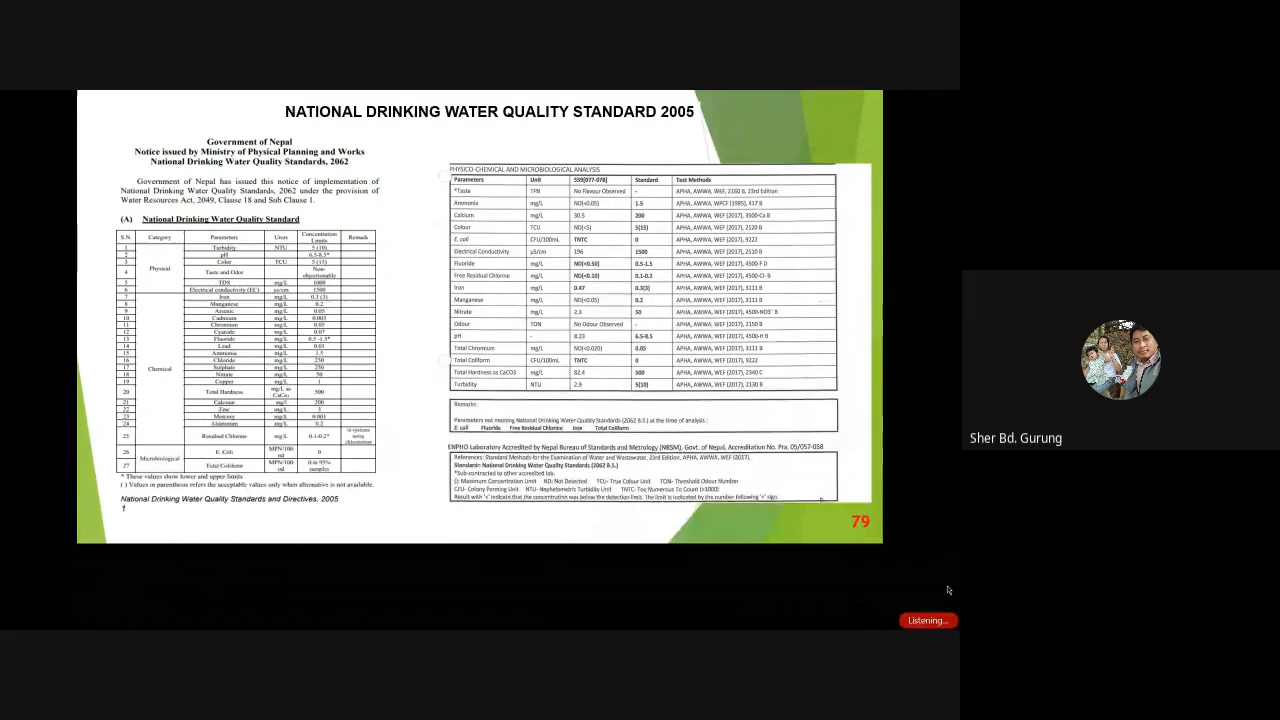 NATIONAL DRINKING WATER QUALITY STANDARD 2005
Government of Nepal
Notice issued by Ministry of Physical Planning and Works
National Drinking Water Quality Standards, 2062
Government of Nepal has issued this notice of implementation of
National Drinking Water Quality Standards, 2062 under the provision of
Water Resources Act, 2049, Clause 18 and Sub Clause 1.
(A) National Drinking Water Quality Standard
S.N. Category Parameters Units Concentration Limits Remark
1 Physical Turbidity NTU 5 (10)
2 pH 6.5-8.5*
3 Color TCU 5 (15)
4 Taste and Odor Non-objectionable
5 TDS mg/L 1000
6 Electrical conductivity (EC) µs/cm 1500
7 Chemical Iron mg/L 0.3 (3)
8 Manganese mg/L 0.2
9 Arsenic mg/L 0.05
10 Cadmium mg/L 0.003
11 Chromium mg/L 0.05
12 Cyanide mg/L 0.07
13 Fluoride mg/L 0.5 -1.5*
14 Lead mg/L 0.01
15 Ammonia mg/L 1.5
16 Chloride mg/L 250
17 Sulphate mg/L 250
18 Nitrate mg/L 50
19 Copper mg/L 1
20 Total Hardness mg/L as CaCo3 500
21 Calcium mg/l 200
22 Zinc mg/L 3
23 Mercury mg/L 0.001
24 Aluminum mg/L 0.2
25 Residual Chlorine mg/L 0.1-0.2* in systems using chlorination
26 Microbiological E. Coli MPN/100 ml 0
27 Total Coliform MPN/100 ml 0 in 95% samples
* These values show lower and upper limits
( ) Values in parenthesis refers the acceptable values only when alternative is not available.
National Drinking Water Quality Standards and Directives, 2005
1
PHYSICO-CHEMICAL AND MICROBIOLOGICAL ANALYSIS
Parameters Unit 559[077-078] Standard Test Methods
*Taste TFN No Flavour Observed - APHA, AWWA, WEF, 2160 B, 23rd Edition
Ammonia mg/L ND(<0.05) 1.5 APHA, AWWA, WPCF (1985), 417 B
Calcium mg/L 30.5 200 APHA, AWWA, WEF (2017), 3500-Ca B
Colour TCU ND(<5) 5(15) APHA, AWWA, WEF (2017), 2120 B
E. coli CFU/100mL TNTC 0 APHA, AWWA, WEF (2017), 9222
Electrical Conductivity µS/cm 196 1500 APHA, AWWA, WEF (2017), 2510 B
Fluoride mg/L ND(<0.50) 0.5-1.5 APHA, AWWA, WEF (2017), 4500-F D
Free Residual Chlorine mg/L ND(<0.10) 0.1-0.2 APHA, AWWA, WEF (2017), 4500-Cl- B
Iron mg/L 0.47 0.3(3) APHA, AWWA, WEF (2017), 3111 B
Manganese mg/L ND(<0.05) 0.2 APHA, AWWA, WEF (2017), 3111 B
Nitrate mg/L 2.3 50 APHA, AWWA, WEF (2017), 4500-NO3⁻ B
Odour TON No Odour Observed - APHA, AWWA, WEF (2017), 2150 B
pH - 8.23 6.5-8.5 APHA, AWWA, WEF (2017), 4500-H B
Total Chromium mg/L ND(<0.020) 0.05 APHA, AWWA, WEF (2017), 3111 B
Total Coliform CFU/100mL TNTC 0 APHA, AWWA, WEF (2017), 9222
Total Hardness as CaCO3 mg/L 82.4 500 APHA, AWWA, WEF (2017), 2340 C
Turbidity NTU 2.9 5(10) APHA, AWWA, WEF (2017), 2130 B
Remarks:
Parameters not meeting National Drinking Water Quality Standards (2062 B.S.) at the time of analysis :
E. coli Fluoride Free Residual Chlorine Iron Total Coliform
ENPHO Laboratory Accredited by Nepal Bureau of Standards and Metrology (NBSM), Govt. of Nepal, Accreditation No. Pra. 05/057-058
References: Standard Methods for the Examination of Water and Wastewater, 23rd Edition, APHA, AWWA, WEF (2017).
Standard: National Drinking Water Quality Standards (2062 B.S.)
*Sub-contracted to other accredited lab.
(): Maximum Concentration Limit ND: Not Detected TCU- True Colour Unit TON- Threshold Odour Number
CFU- Colony Forming Unit NTU - Nephelometric Turbidity Unit TNTC- Too Numerous To Count (>1000)
Result with '<' indicate that the concentration was below the detection limit. The limit is indicated by the number following '<' sign.
79
Sher Bd. Gurung
Listening...